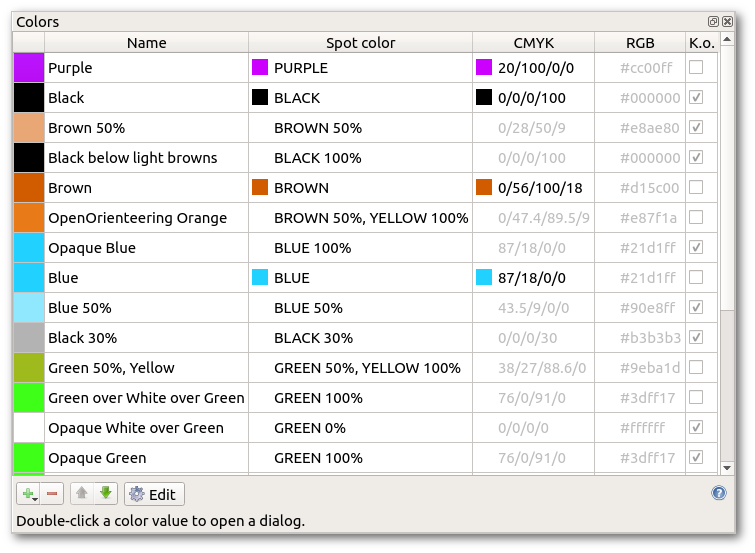 Colors
Name Spot color CMYK RGB K.o.
Purple PURPLE 20/100/0/0 #cc00ff
Black BLACK 0/0/0/100 #000000
Brown 50% BROWN 50% 0/28/50/9 #e8ae80
Black below light browns BLACK 100% 0/0/0/100 #000000
Brown BROWN 0/56/100/18 #d15c00
OpenOrienteering Orange BROWN 50%, YELLOW 100% 0/47.4/89.5/9 #e87f1a
Opaque Blue BLUE 100% 87/18/0/0 #21d1ff
Blue BLUE 87/18/0/0 #21d1ff
Blue 50% BLUE 50% 43.5/9/0/0 #90e8ff
Black 30% BLACK 30% 0/0/0/30 #b3b3b3
Green 50%, Yellow GREEN 50%, YELLOW 100% 38/27/88.6/0 #9eba1d
Green over White over Green GREEN 100% 76/0/91/0 #3dff17
Opaque White over Green GREEN 0% 0/0/0/0 #ffffff
Opaque Green GREEN 100% 76/0/91/0 #3dff17
Edit
Double-click a color value to open a dialog.